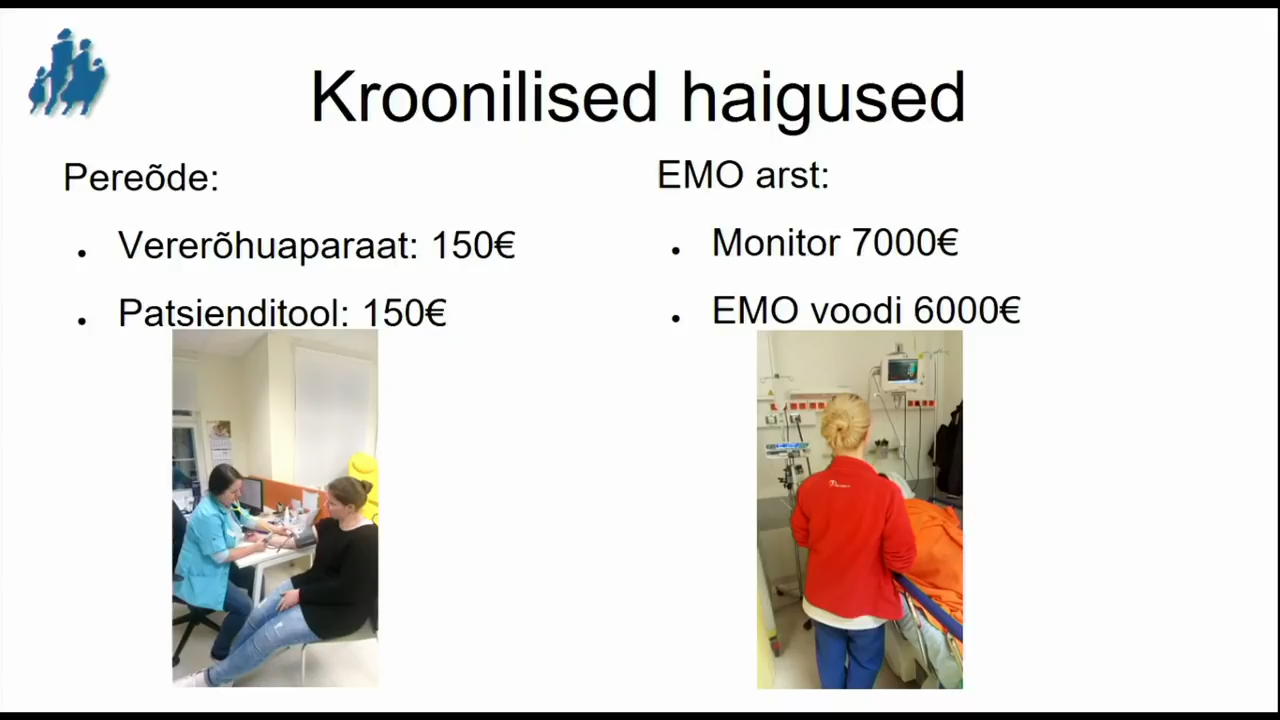 Kroonilised haigused
Pereõde:
. Vererõhuaparaat: 150€
. Patsienditool: 150€
EMO arst:
. Monitor 7000€
. EMO voodi 6000€